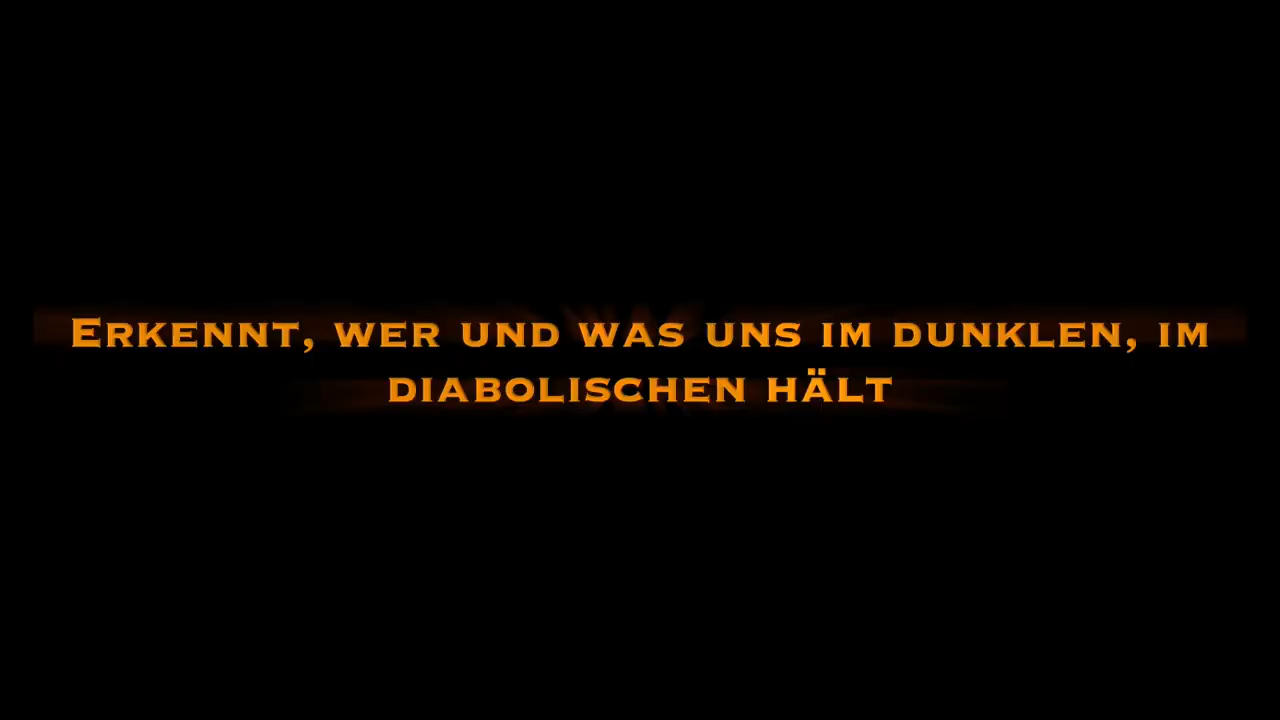 Erkennt, wer und was uns im dunklen, im
diabolischen hält